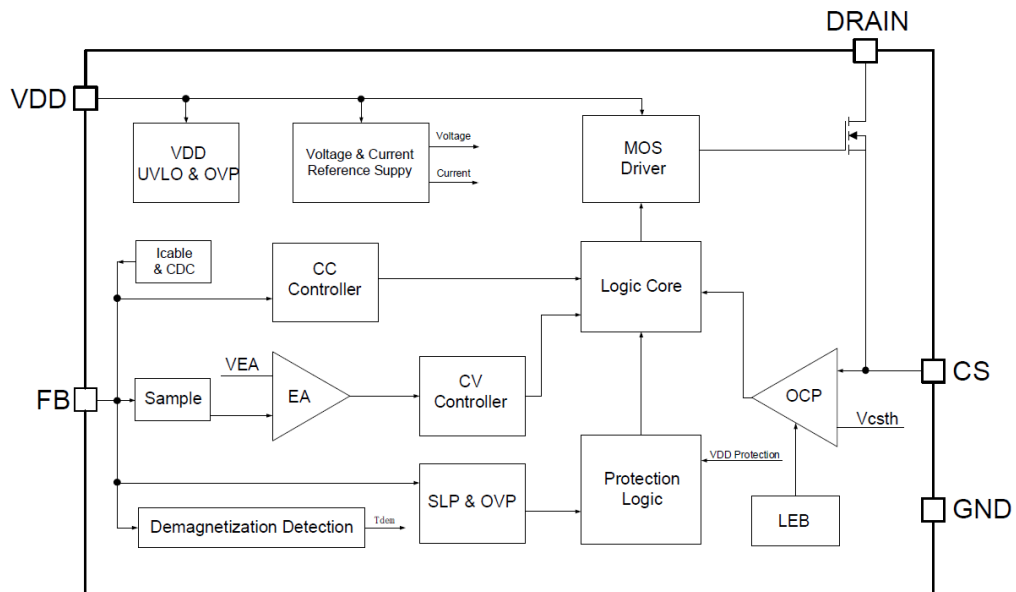 DRAIN
VDD
VDD
UVLO & OVP
Voltage & Current
Reference Suppy
Voltage
Current
MOS
Driver
Icable
& CDC
CC
Controller
Logic Core
FB
Sample
VEA
EA
CV
Controller
OCP
CS
Vcsth
SLP & OVP
Protection
Logic
VDD Protection
LEB
GND
Demagnetization Detection
Tdem